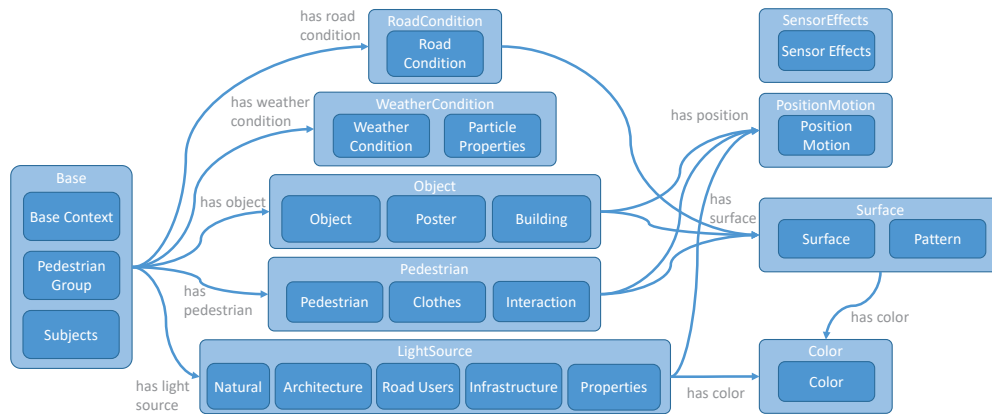 Base
Base Context
Pedestrian
Group
Subjects
has road
condition
has weather
condition
has object
has
pedestrian
has light
source
RoadCondition
Road
Condition
WeatherCondition
Weather
Condition
Particle
Properties
Object
Object
Poster
Building
Pedestrian
Pedestrian
Clothes
Interaction
LightSource
Natural
Architecture
Road Users
Infrastructure
Properties
has position
has
surface
has color
SensorEffects
Sensor Effects
PositionMotion
Position
Motion
Surface
Surface
Pattern
has color
Color
Color